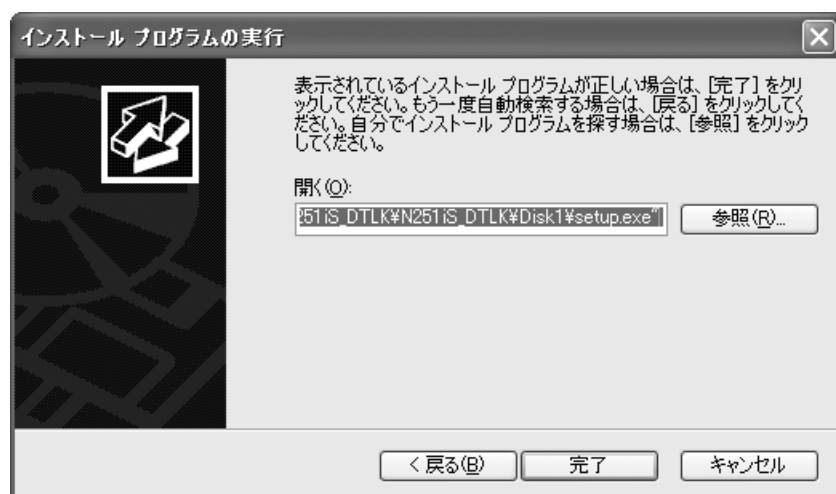 インストール プログラムの実行
表示されているインストール プログラムが正しい場合は、[完了] をクリ
ックしてください。もう一度自動検索する場合は、[戻る] をクリックしてく
ださい。自分でインストール プログラムを探す場合は、[参照] をクリック
してください。
開く(O):
251iS_DTLK¥N251iS_DTLK¥Disk1¥setup.exe"
参照(R)...
< 戻る(B)
完了
キャンセル